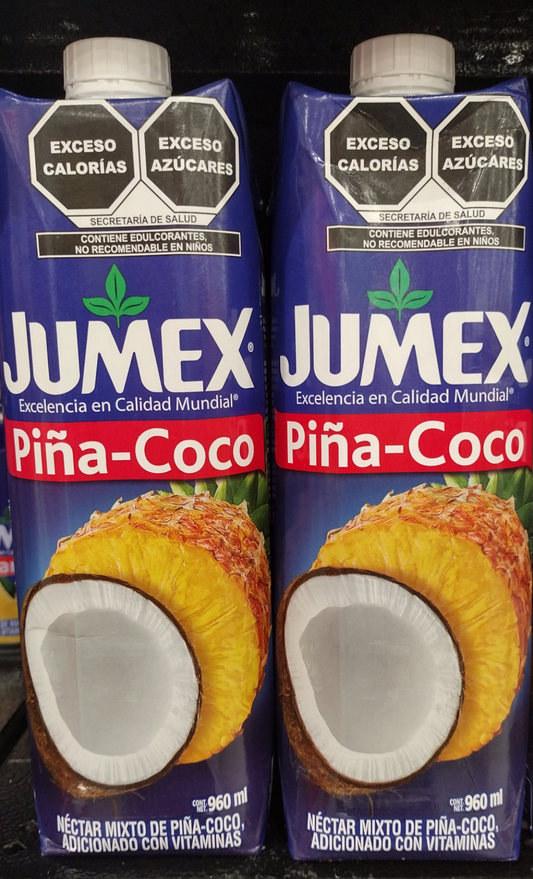 EXCESO
CALORÍAS
EXCESO
AZÚCARES
SECRETARÍA DE SALUD
CONTIENE EDULCORANTES,
NO RECOMENDABLE EN NIÑOS
JUMEX®
Excelencia en Calidad Mundial®
Piña-Coco
CONT. NET. 960 ml
NÉCTAR MIXTO DE PIÑA-COCO,
ADICIONADO CON VITAMINAS
EXCESO
CALORÍAS
EXCESO
AZÚCARES
SECRETARÍA DE SALUD
CONTIENE EDULCORANTES,
NO RECOMENDABLE EN NIÑOS
JUMEX®
Excelencia en Calidad Mundial®
Piña-Coco
CONT. NET. 960 ml
NÉCTAR MIXTO DE PIÑA-COCO,
ADICIONADO CON VITAMINAS